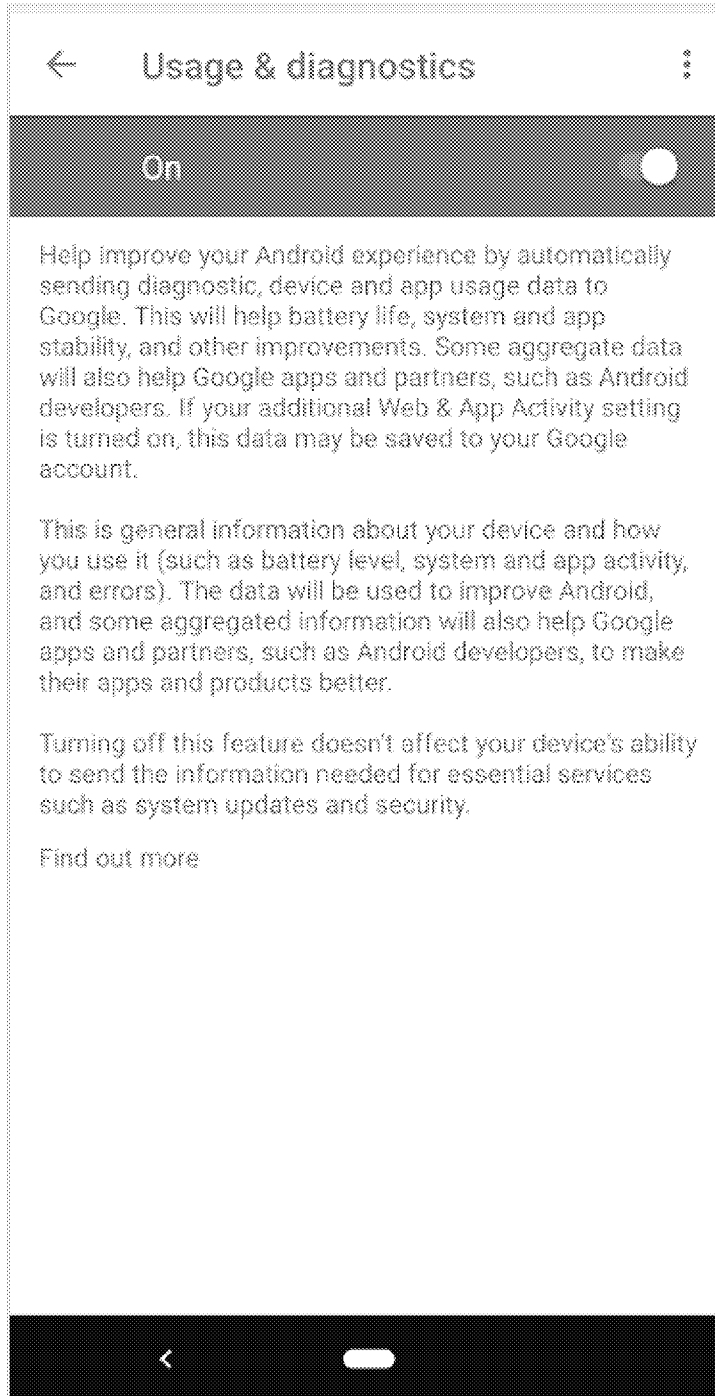 Usage & diagnostics
On
Help improve your Android experience by automatically
sending diagnostic, device and app usage data to
Google. This will help battery life, system and app
stability, and other improvements. Some aggregate data
will also help Google apps and partners, such as Android
developers. If your additional Web & App Activity setting
is turned on, this data may be saved to your Google
account.
This is general information about your device and how
you use it (such as battery level, system and app activity,
and errors). The data will be used to improve Android,
and some aggregated information will also help Google
apps and partners, such as Android developers, to make
their apps and products better.
Turning off this feature doesn't affect your device's ability
to send the information needed for essential services
such as system updates and security.
Find out more